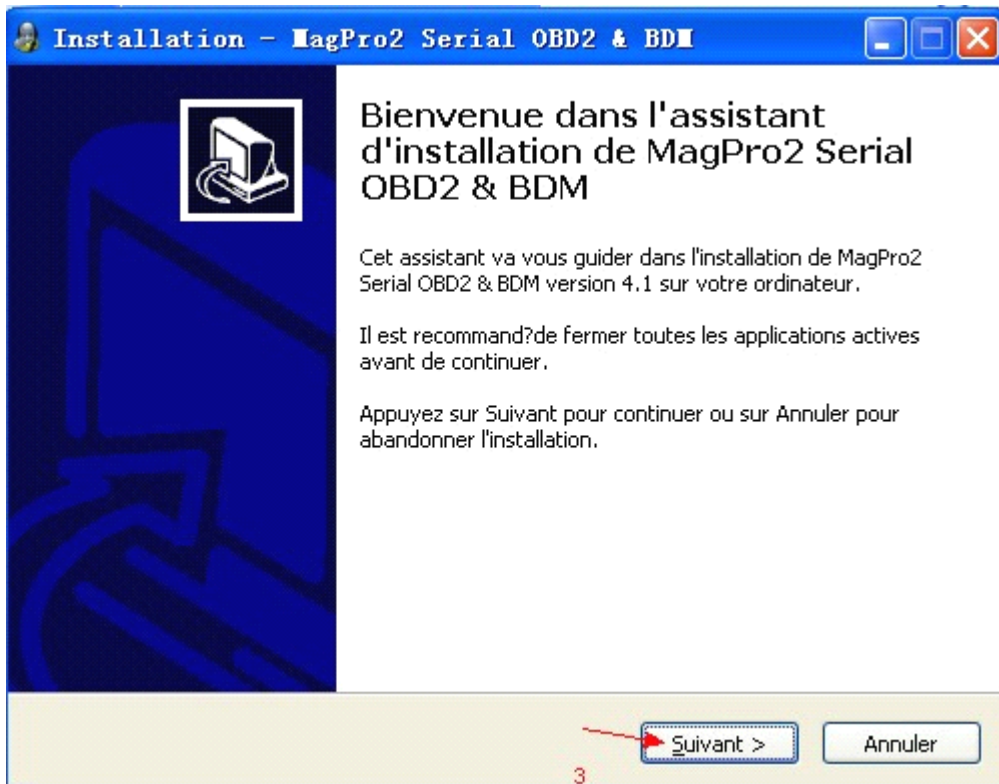 Installation - MagPro2 Serial OBD2 & BDM
Bienvenue dans l'assistant
d'installation de MagPro2 Serial
OBD2 & BDM
Cet assistant va vous guider dans l'installation de MagPro2
Serial OBD2 & BDM version 4.1 sur votre ordinateur.
Il est recommand?de fermer toutes les applications actives
avant de continuer.
Appuyez sur Suivant pour continuer ou sur Annuler pour
abandonner l'installation.
Suivant >
Annuler
3